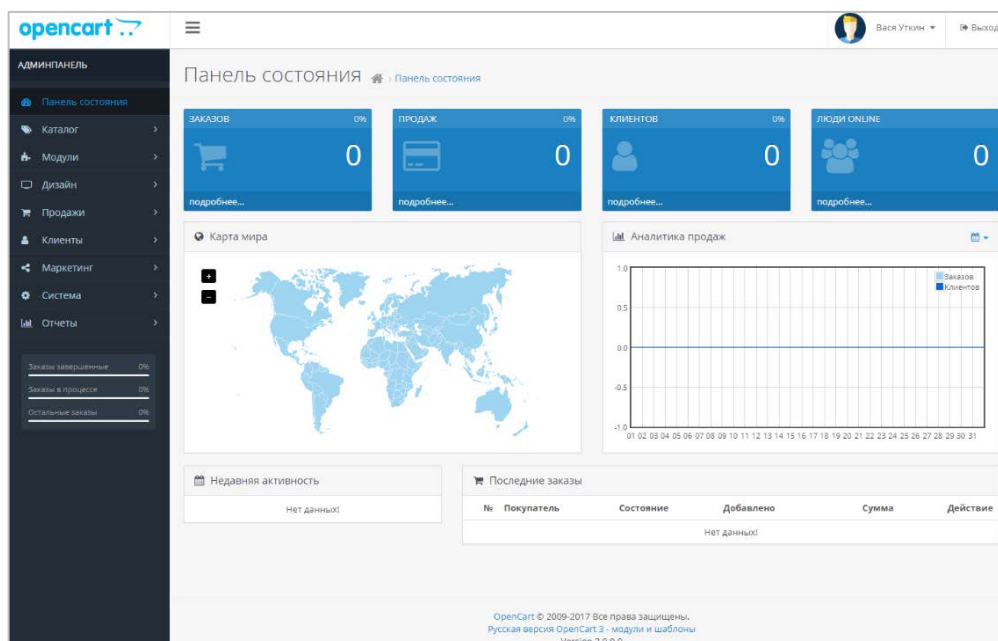 opencart
Вася Уткин
Выход
АДМИНПАНЕЛЬ
Панель состояния
Каталог
Модули
Дизайн
Продажи
Клиенты
Маркетинг
Система
Отчеты
Заказы завершенные 0%
Заказы в процессе 0%
Остальные заказы 0%
Панель состояния › Панель состояния
ЗАКАЗОВ 0%
0
подробнее...
ПРОДАЖ 0%
0
подробнее...
КЛИЕНТОВ 0%
0
подробнее...
ЛЮДИ ONLINE
0
подробнее...
Карта мира
+
−
Аналитика продаж
Заказов
Клиентов
1.0
0.5
0.0
-0.5
-1.0
01 02 03 04 05 06 07 08 09 10 11 12 13 14 15 16 17 18 19 20 21 22 23 24 25 26 27 28 29 30 31
Недавняя активность
Нет данных!
Последние заказы
№ Покупатель Состояние Добавлено Сумма Действие
Нет данных!
OpenCart © 2009-2017 Все права защищены.
Русская версия OpenCart 3 - модули и шаблоны